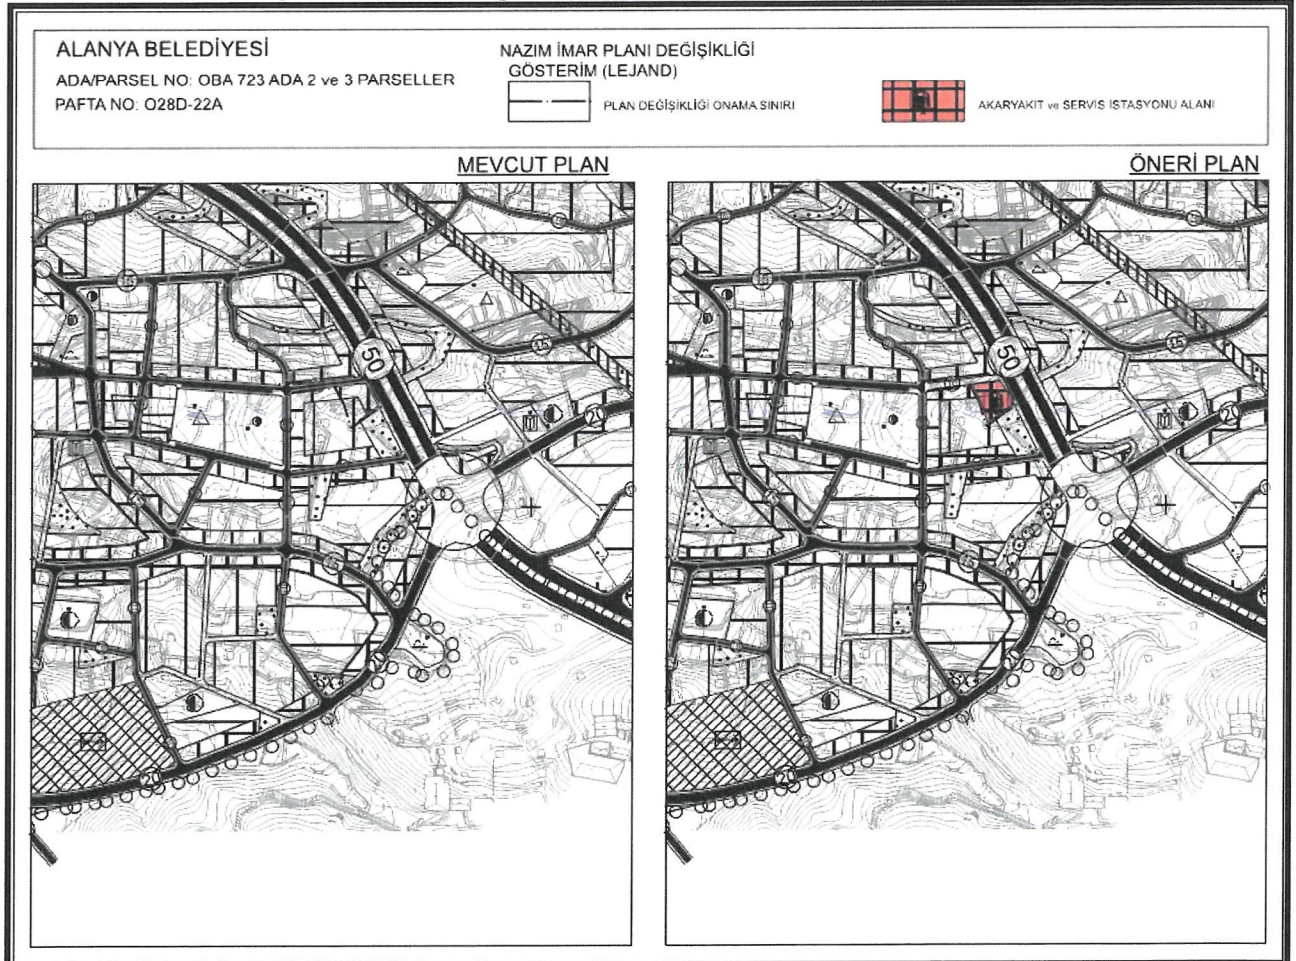 ALANYA BELEDİYESİ
ADA/PARSEL NO: OBA 723 ADA 2 ve 3 PARSELLER
PAFTA NO: O28D-22A
NAZIM İMAR PLANI DEĞİŞİKLİĞİ
GÖSTERİM (LEJAND)
PLAN DEĞİŞİKLİĞİ ONAMA SINIRI
AKARYAKIT ve SERVİS İSTASYONU ALANI
MEVCUT PLAN
50
15
20
20
ÖNERİ PLAN
50
15
20
20